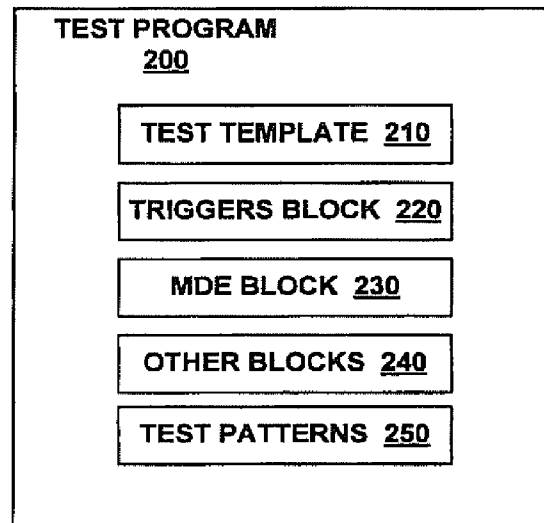 TEST PROGRAM
200
TEST TEMPLATE 210
TRIGGERS BLOCK 220
MDE BLOCK 230
OTHER BLOCKS 240
TEST PATTERNS 250